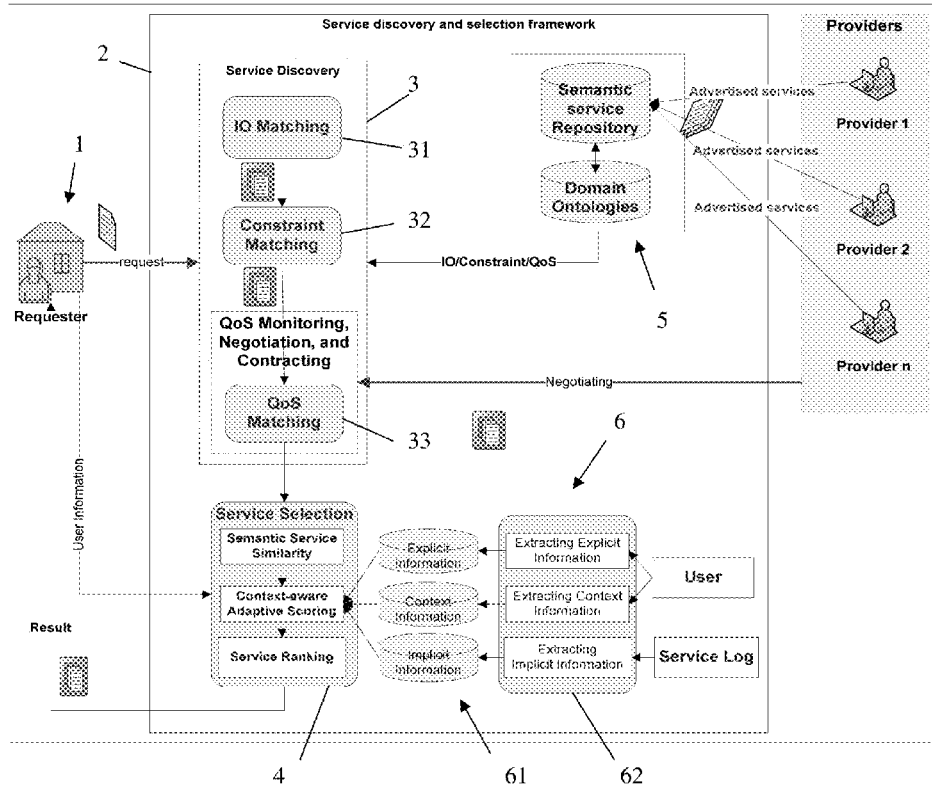 Service discovery and selection framework
Providers
2
Service Discovery
3
IO Matching
31
Semantic
service
Repository
Advertised services
Provider 1
1
Advertised services
Constraint
Matching
32
Domain
Ontologies
Advertised services
Provider 2
request
IO/Constraint/QoS
Requester
5
QoS Monitoring,
Negotiation, and
Contracting
Provider n
Negotiating
QoS
Matching
33
6
User information
Service Selection
Semantic Service
Similarity
Explicit
information
Extracting Explicit
Information
User
Context-aware
Adaptive Scoring
Context
Information
Extracting Context
Information
Result
Service Ranking
Implicit
Information
Extracting
Implicit Information
Service Log
4
61
62